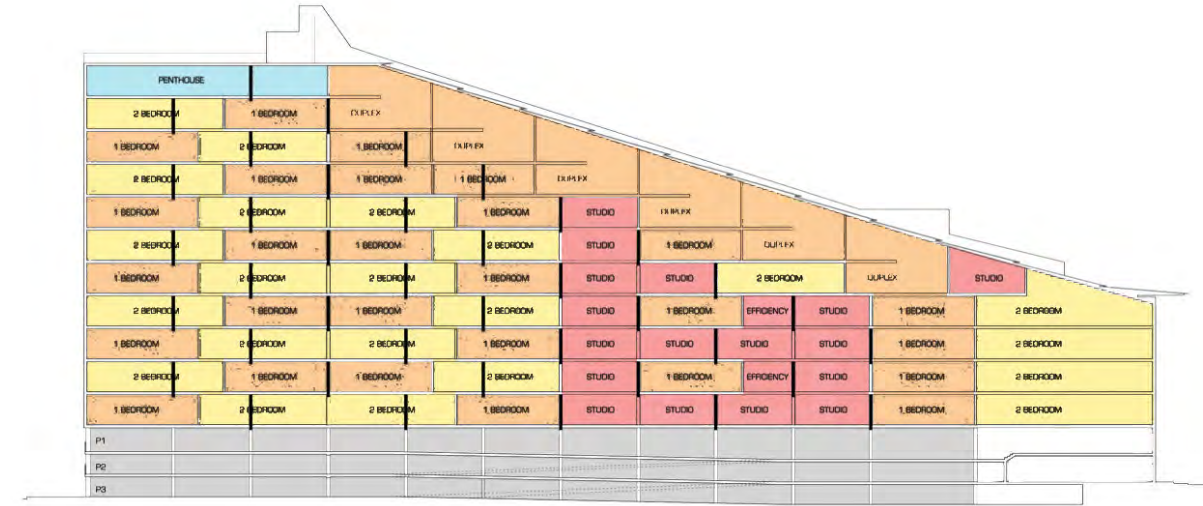 PENTHOUSE
2 BEDROOM 1 BEDROOM DUPLEX
1 BEDROOM 2 BEDROOM 1 BEDROOM DUPLEX
2 BEDROOM 1 BEDROOM 1 BEDROOM 1 BEDROOM DUPLEX
1 BEDROOM 2 BEDROOM 2 BEDROOM 1 BEDROOM STUDIO DUPLEX
2 BEDROOM 1 BEDROOM 1 BEDROOM 2 BEDROOM STUDIO 1 BEDROOM DUPLEX
1 BEDROOM 2 BEDROOM 2 BEDROOM 1 BEDROOM STUDIO STUDIO 2 BEDROOM DUPLEX STUDIO
2 BEDROOM 1 BEDROOM 1 BEDROOM 2 BEDROOM STUDIO 1 BEDROOM EFFICIENCY STUDIO 1 BEDROOM 2 BEDROOM
1 BEDROOM 2 BEDROOM 2 BEDROOM 1 BEDROOM STUDIO STUDIO STUDIO STUDIO 1 BEDROOM 2 BEDROOM
2 BEDROOM 1 BEDROOM 1 BEDROOM 2 BEDROOM STUDIO 1 BEDROOM EFFICIENCY STUDIO 1 BEDROOM 2 BEDROOM
1 BEDROOM 2 BEDROOM 2 BEDROOM 1 BEDROOM STUDIO STUDIO STUDIO STUDIO 1 BEDROOM 2 BEDROOM
P1
P2
P3